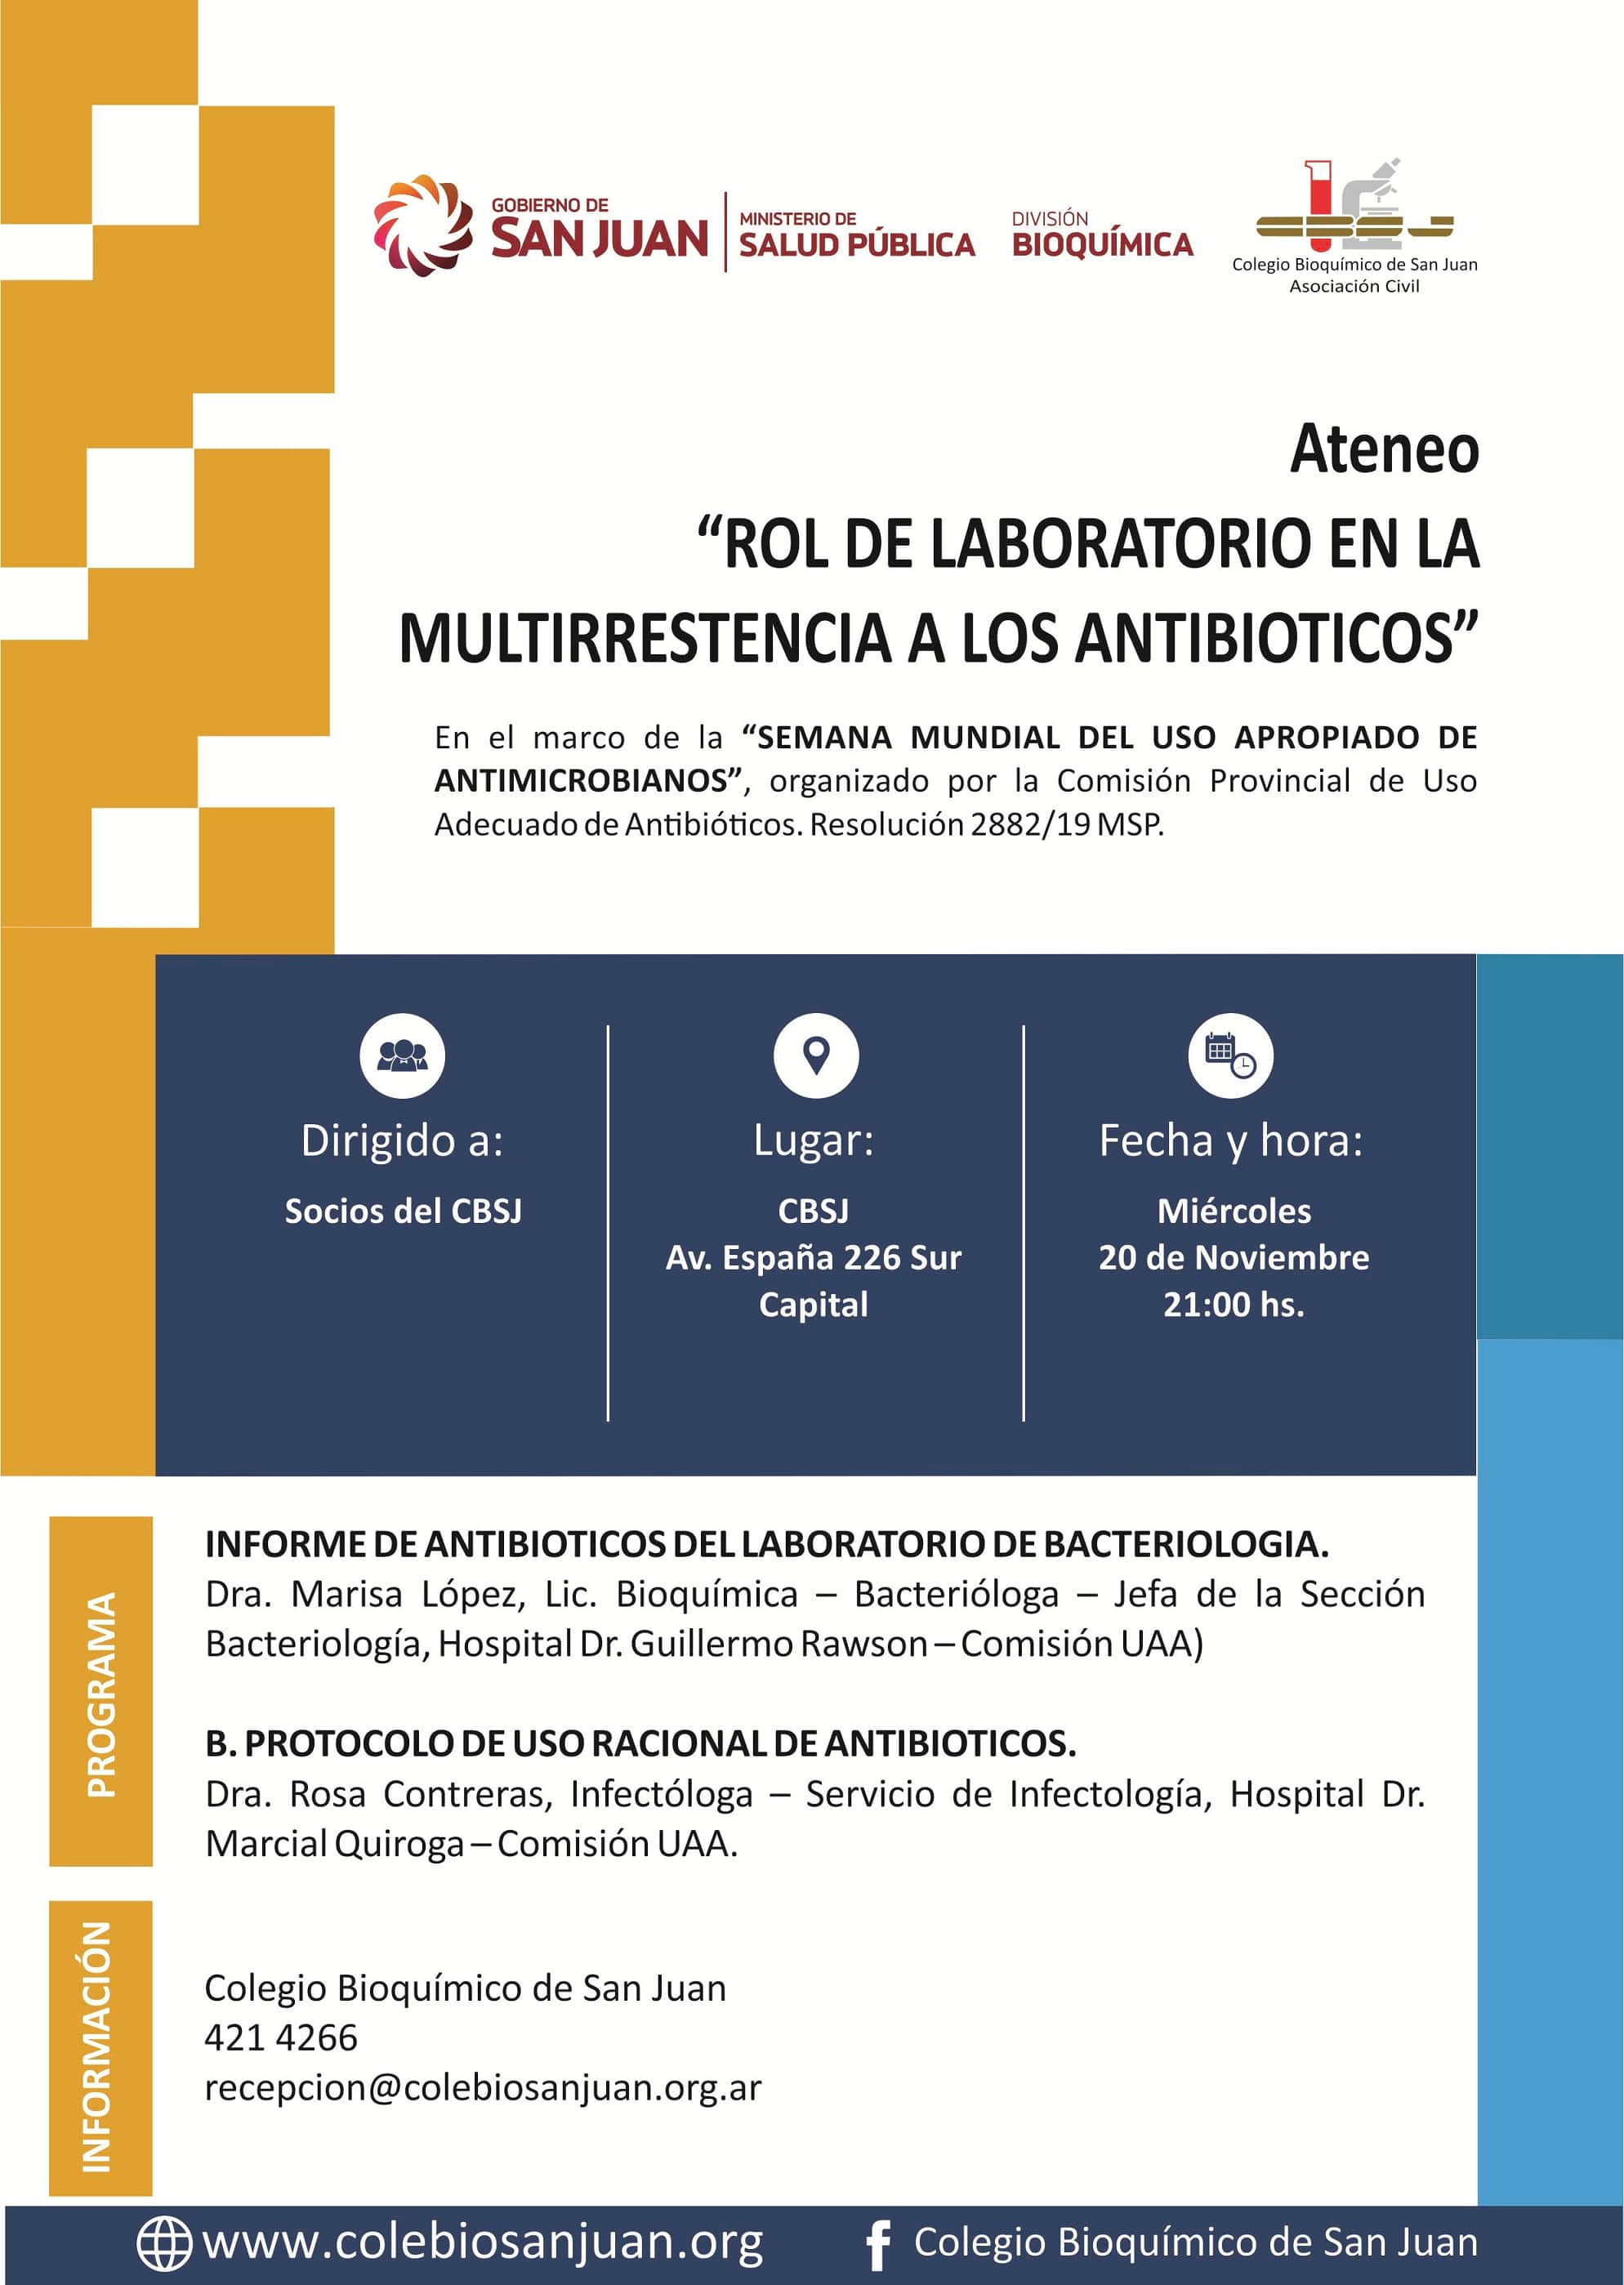 GOBIERNO DE
SAN JUAN
MINISTERIO DE
SALUD PÚBLICA
DIVISIÓN
BIOQUÍMICA
Colegio Bioquímico de San Juan
Asociación Civil
Ateneo
“ROL DE LABORATORIO EN LA
MULTIRRESTENCIA A LOS ANTIBIOTICOS”
En el marco de la “SEMANA MUNDIAL DEL USO APROPIADO DE
ANTIMICROBIANOS”, organizado por la Comisión Provincial de Uso
Adecuado de Antibióticos. Resolución 2882/19 MSP.
Dirigido a:
Socios del CBSJ
Lugar:
CBSJ
Av. España 226 Sur
Capital
Fecha y hora:
Miércoles
20 de Noviembre
21:00 hs.
PROGRAMA
INFORME DE ANTIBIOTICOS DEL LABORATORIO DE BACTERIOLOGIA.
Dra. Marisa López, Lic. Bioquímica – Bacterióloga – Jefa de la Sección
Bacteriología, Hospital Dr. Guillermo Rawson – Comisión UAA)
B. PROTOCOLO DE USO RACIONAL DE ANTIBIOTICOS.
Dra. Rosa Contreras, Infectóloga – Servicio de Infectología, Hospital Dr.
Marcial Quiroga – Comisión UAA.
INFORMACIÓN
Colegio Bioquímico de San Juan
421 4266
recepcion@colebiosanjuan.org.ar
www.colebiosanjuan.org
f Colegio Bioquímico de San Juan